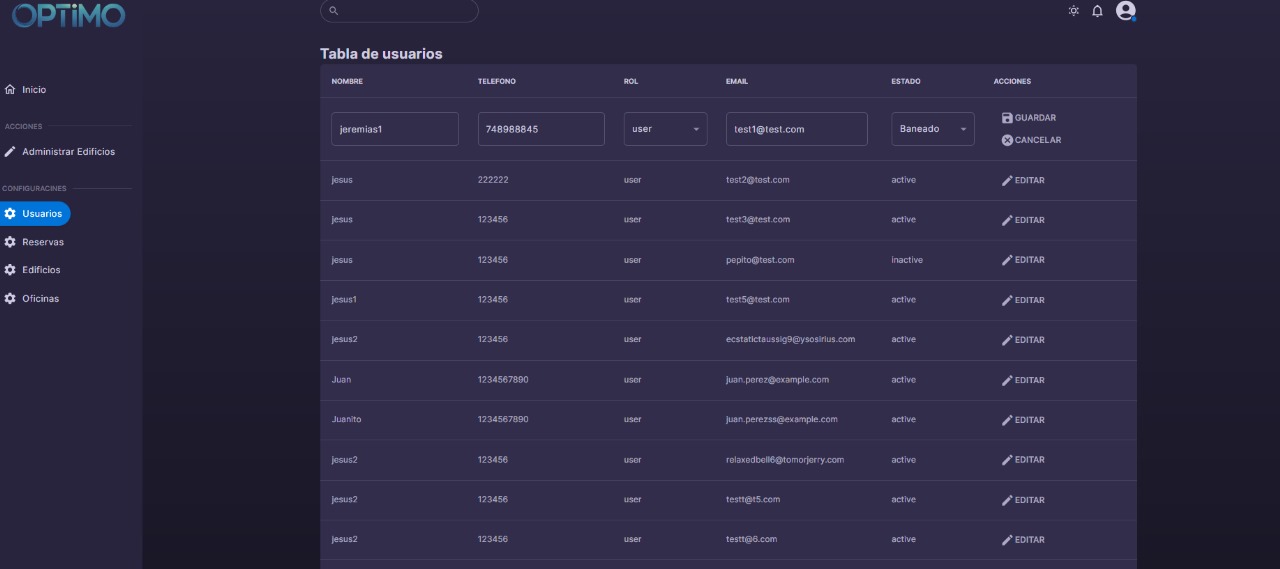 OPTiMO
Tabla de usuarios
NOMBRE TELEFONO ROL EMAIL ESTADO ACCIONES
Inicio
ACCIONES
Administrar Edificios
CONFIGURACINES
Usuarios
Reservas
Edificios
Oficinas
jeremias1 748988845 user test1@test.com Baneado GUARDAR
CANCELAR
jesus 222222 user test2@test.com active EDITAR
jesus 123456 user test3@test.com active EDITAR
jesus 123456 user pepito@test.com inactive EDITAR
jesus1 123456 user test5@test.com active EDITAR
jesus2 123456 user ecstatictaussig9@ysosirius.com active EDITAR
Juan 1234567890 user juan.perez@example.com active EDITAR
Juanito 1234567890 user juan.perezss@example.com active EDITAR
jesus2 123456 user relaxedbell6@tomorjerry.com active EDITAR
jesus2 123456 user testt@t5.com active EDITAR
jesus2 123456 user testt@6.com active EDITAR